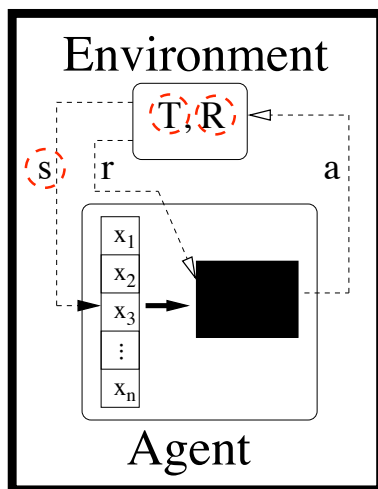 Environment
T, R
s
r
a
x1
x2
x3
⋮
xn
Agent